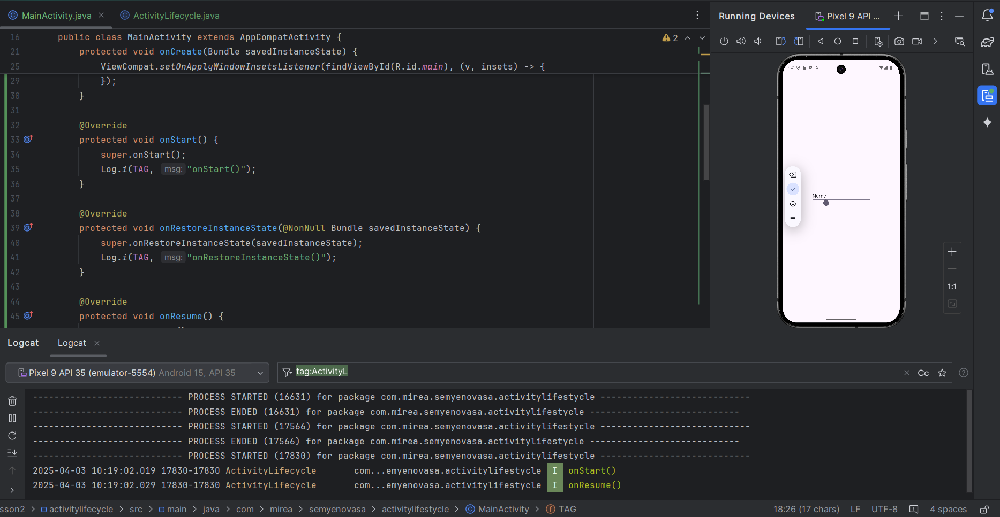 MainActivity.java
ActivityLifecycle.java
Running Devices
Pixel 9 API ...
16 public class MainActivity extends AppCompatActivity {
2
21 protected void onCreate(Bundle savedInstanceState) {
25 ViewCompat.setOnApplyWindowInsetsListener(findViewById(R.id.main), (v, insets) -> {
29 });
30 }
31
32 @Override
33 protected void onStart() {
34 super.onStart();
35 Log.i(TAG, msg: "onStart()");
36 }
37
38 @Override
39 protected void onRestoreInstanceState(@NonNull Bundle savedInstanceState) {
40 super.onRestoreInstanceState(savedInstanceState);
41 Log.i(TAG, msg: "onRestoreInstanceState()");
42 }
43
44 @Override
45 protected void onResume() {
7:21
Name
1:1
Logcat
Logcat
Pixel 9 API 35 (emulator-5554) Android 15, API 35
tag:ActivityL
Cc
---------------------------- PROCESS STARTED (16631) for package com.mirea.semyenovasa.activitylifestycle ----------------------------
---------------------------- PROCESS ENDED (16631) for package com.mirea.semyenovasa.activitylifestycle ----------------------------
---------------------------- PROCESS STARTED (17566) for package com.mirea.semyenovasa.activitylifestycle ----------------------------
---------------------------- PROCESS ENDED (17566) for package com.mirea.semyenovasa.activitylifestycle ----------------------------
---------------------------- PROCESS STARTED (17830) for package com.mirea.semyenovasa.activitylifestycle ----------------------------
2025-04-03 10:19:02.019 17830-17830 ActivityLifecycle com...emyenovasa.activitylifestycle I onStart()
2025-04-03 10:19:02.029 17830-17830 ActivityLifecycle com...emyenovasa.activitylifestycle I onResume()
sson2 > activitylifecycle > src > main > java > com > mirea > semyenovasa > activitylifestycle > MainActivity > TAG
18:26 (17 chars) LF UTF-8 4 spaces